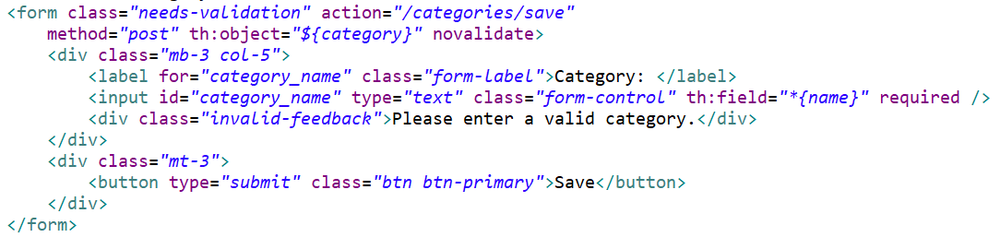 <form class="needs-validation" action="/categories/save"
    method="post" th:object="${category}" novalidate>
    <div class="mb-3 col-5">
        <label for="category_name" class="form-label">Category: </label>
        <input id="category_name" type="text" class="form-control" th:field="*{name}" required />
        <div class="invalid-feedback">Please enter a valid category.</div>
    </div>
    <div class="mt-3">
        <button type="submit" class="btn btn-primary">Save</button>
    </div>
</form>